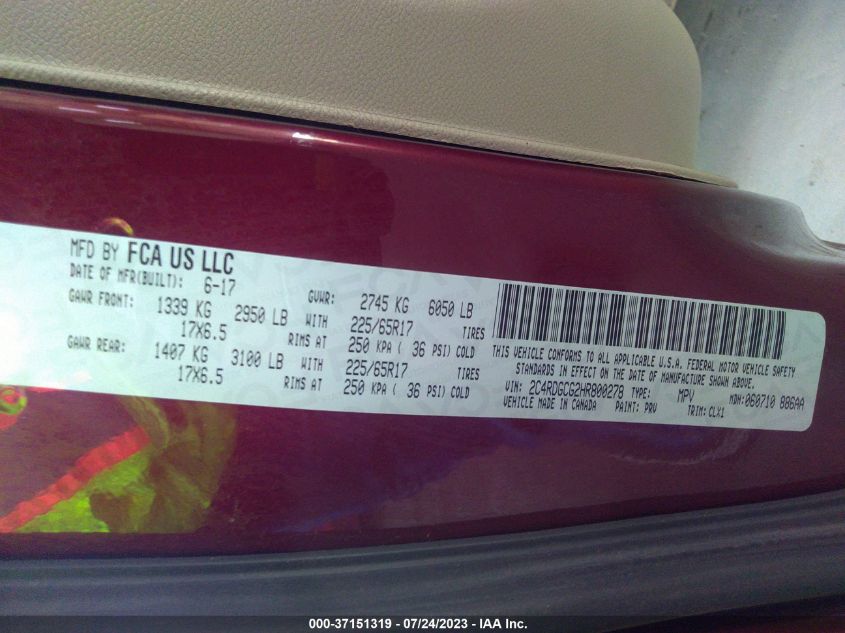 MFD BY FCA US LLC
DATE OF MFR(BUILT): 6-17
GAWR FRONT: 1339 KG 2950 LB WITH 225/65R17 TIRES
17X6.5 RIMS AT 250 KPA ( 36 PSI) COLD
GAWR REAR: 1407 KG 3100 LB WITH 225/65R17 TIRES
17X6.5 RIMS AT 250 KPA ( 36 PSI) COLD
GVWR: 2745 KG 6050 LB
THIS VEHICLE CONFORMS TO ALL APPLICABLE U.S.A. FEDERAL MOTOR VEHICLE SAFETY
STANDARDS IN EFFECT ON THE DATE OF MANUFACTURE SHOWN ABOVE.
VIN: 2C4RDGCG2HR800278 TYPE: MPV MDH:060710 886AA
VEHICLE MADE IN CANADA PAINT: PRV TRIM: CLX1
000-37151319 / 07/24/2023 - IAA Inc.